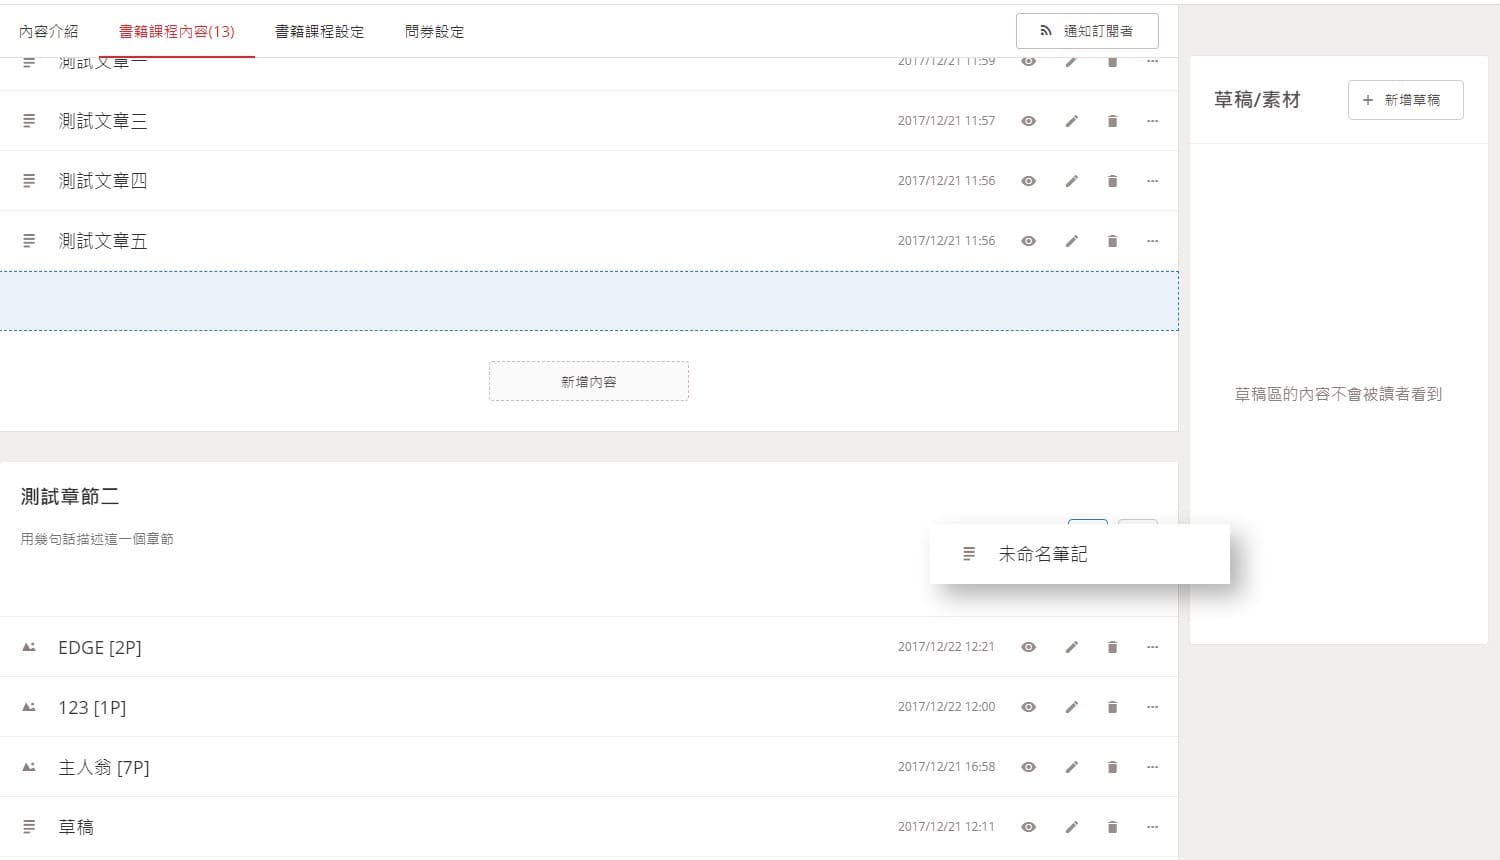 內容介紹
書籍課程內容(13)
書籍課程設定
問券設定
通知訂閱者
測試文章一 2017/12/21 11:59
測試文章三 2017/12/21 11:57
測試文章四 2017/12/21 11:56
測試文章五 2017/12/21 11:56
新增內容
測試章節二
用幾句話描述這一個章節
未命名筆記
EDGE [2P] 2017/12/22 12:21
123 [1P] 2017/12/22 12:00
主人翁 [7P] 2017/12/21 16:58
草稿 2017/12/21 12:11
草稿/素材
+ 新增草稿
草稿區的內容不會被讀者看到